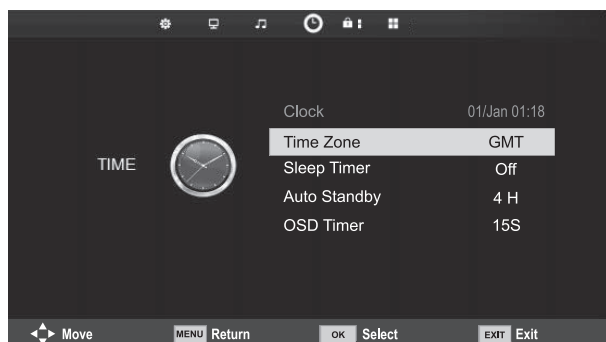 Clock 01/Jan 01:18
Time Zone GMT
TIME
Sleep Timer Off
Auto Standby 4 H
OSD Timer 15S
Move MENU Return OK Select EXIT Exit